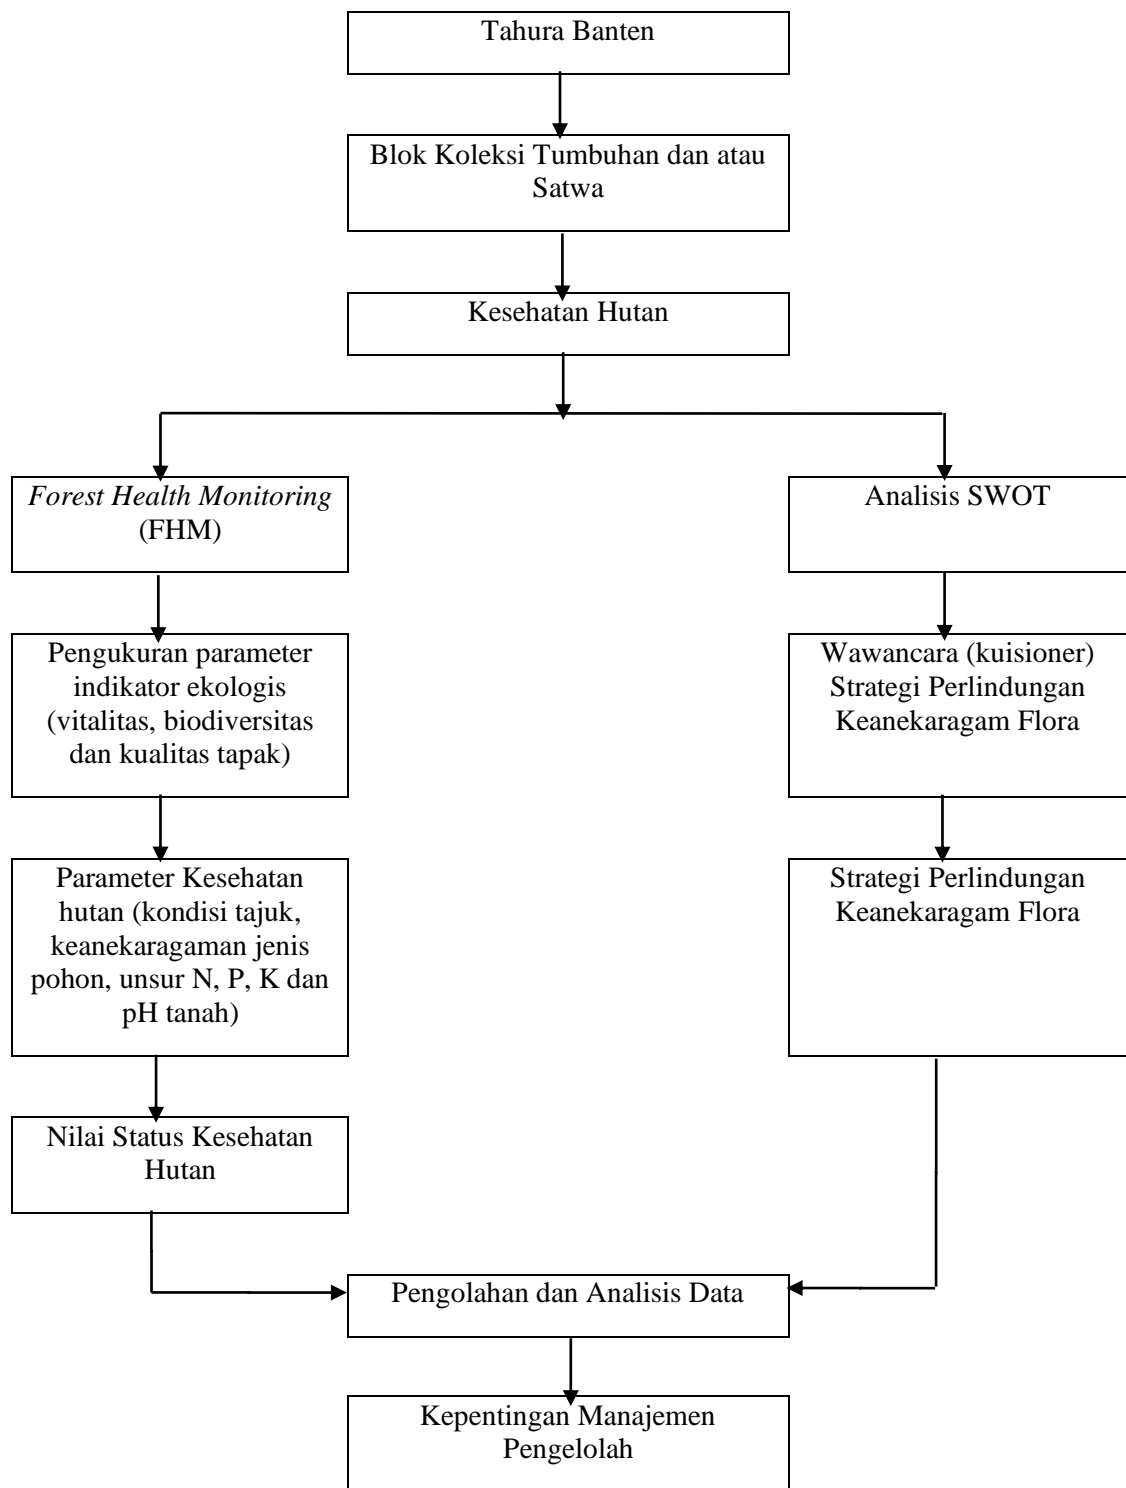 Tahura Banten
Blok Koleksi Tumbuhan dan atau
Satwa
Kesehatan Hutan
Forest Health Monitoring
(FHM)
Analisis SWOT
Pengukuran parameter
indikator ekologis
(vitalitas, biodiversitas
dan kualitas tapak)
Wawancara (kuisioner)
Strategi Perlindungan
Keanekaragam Flora
Parameter Kesehatan
hutan (kondisi tajuk,
keanekaragaman jenis
pohon, unsur N, P, K dan
pH tanah)
Strategi Perlindungan
Keanekaragam Flora
Nilai Status Kesehatan
Hutan
Pengolahan dan Analisis Data
Kepentingan Manajemen
Pengelolah